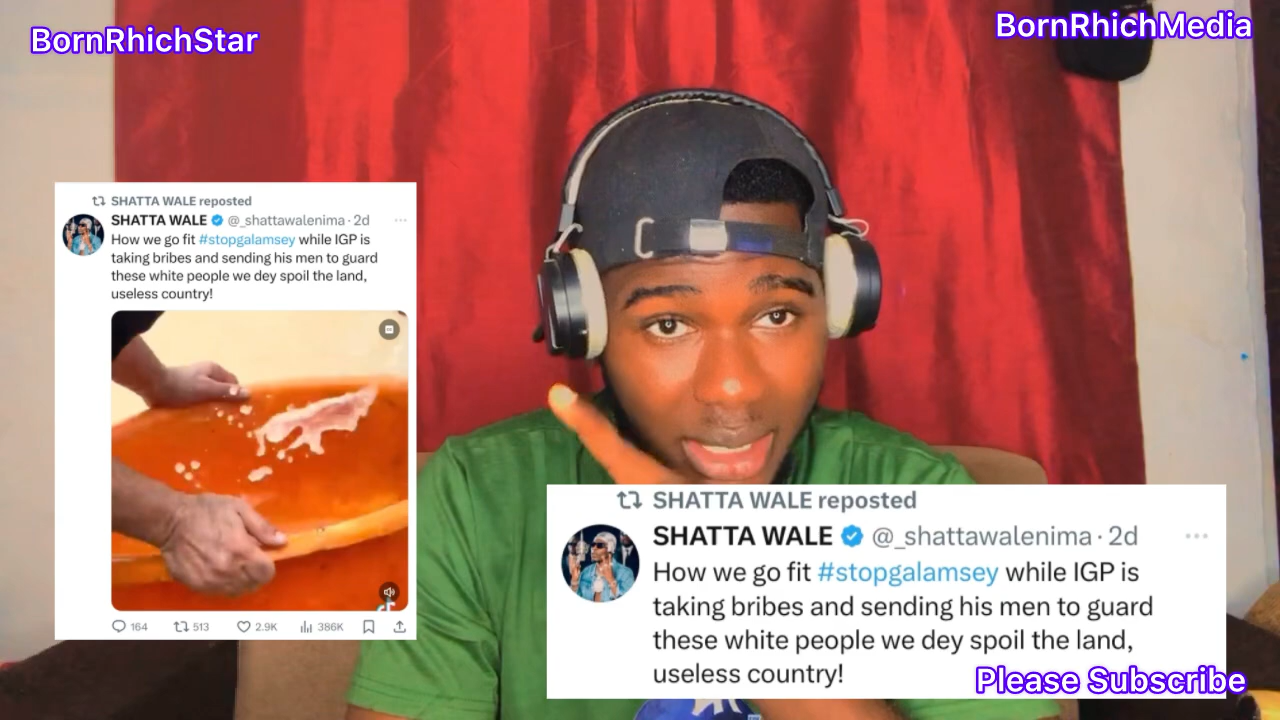 BornRhichStar
BornRhichMedia
SHATTA WALE reposted
SHATTA WALE @_shattawalenima · 2d
How we go fit #stopgalamsey while IGP is
taking bribes and sending his men to guard
these white people we dey spoil the land,
useless country!
164 513 2.9K 386K
SHATTA WALE reposted
SHATTA WALE @_shattawalenima · 2d
How we go fit #stopgalamsey while IGP is
taking bribes and sending his men to guard
these white people we dey spoil the land,
useless country!
Please Subscribe